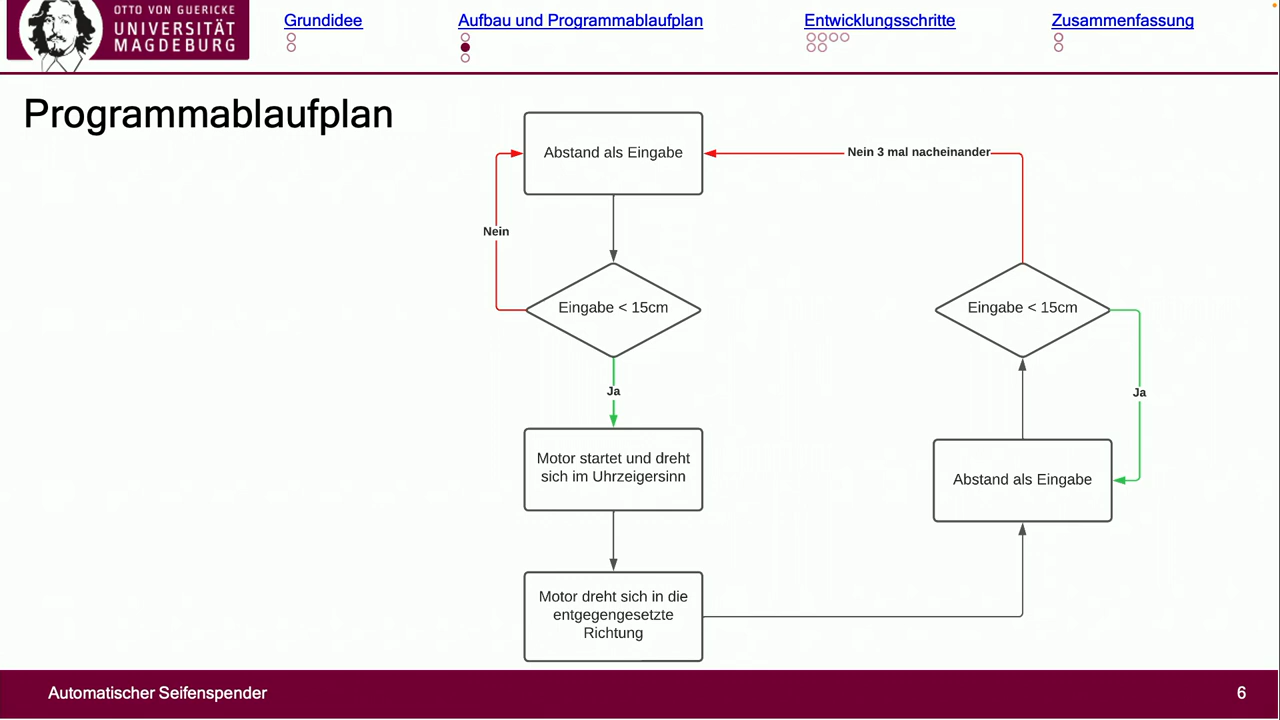 OTTO VON GUERICKE
UNIVERSITÄT
MAGDEBURG
Grundidee
Aufbau und Programmablaufplan
Entwicklungsschritte
Zusammenfassung
Programmablaufplan
Abstand als Eingabe
Nein 3 mal nacheinander
Nein
Eingabe < 15cm
Eingabe < 15cm
Ja
Ja
Motor startet und dreht
sich im Uhrzeigersinn
Abstand als Eingabe
Motor dreht sich in die
entgegengesetzte
Richtung
Automatischer Seifenspender
6